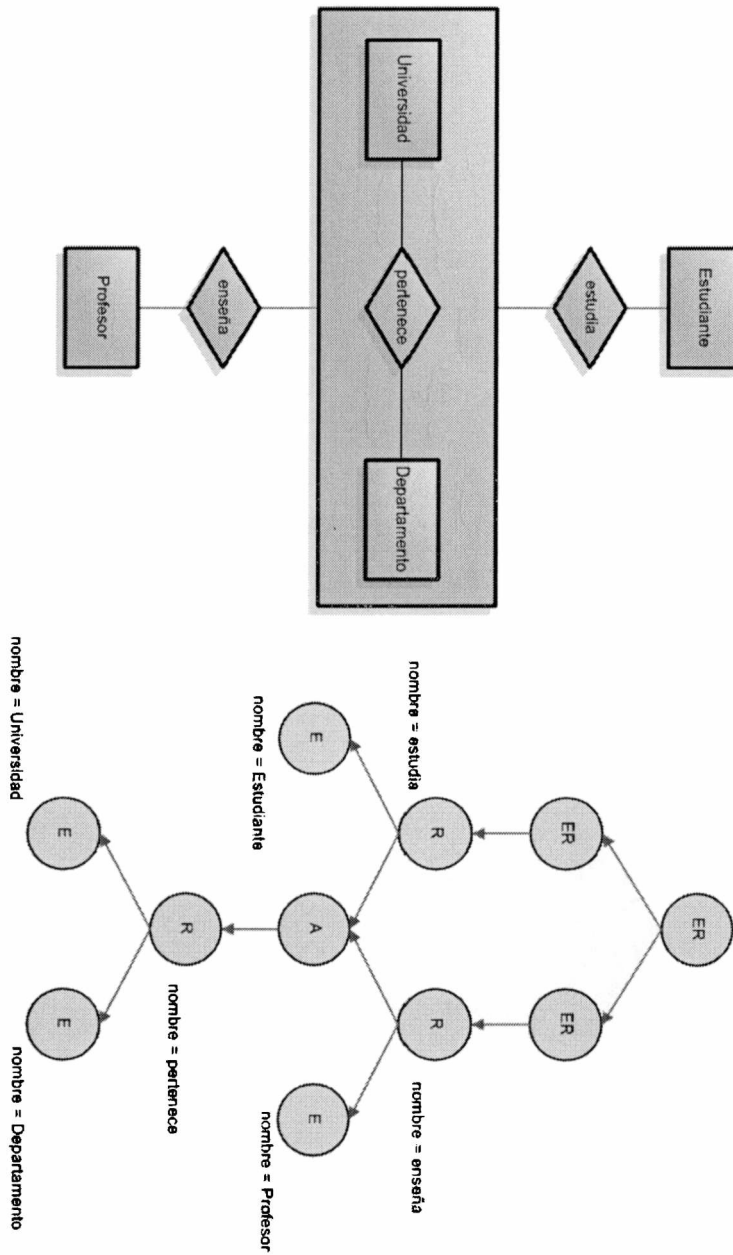 Estudiante
estudia
Universidad
pertenece
Departamento
enseña
Profesor
ER
ER
ER
nombre = estudia
R
R
nombre = enseña
E
nombre = Estudiante
A
E
nombre = Profesor
R
nombre = pertenece
E
nombre = Universidad
E
nombre = Departamento